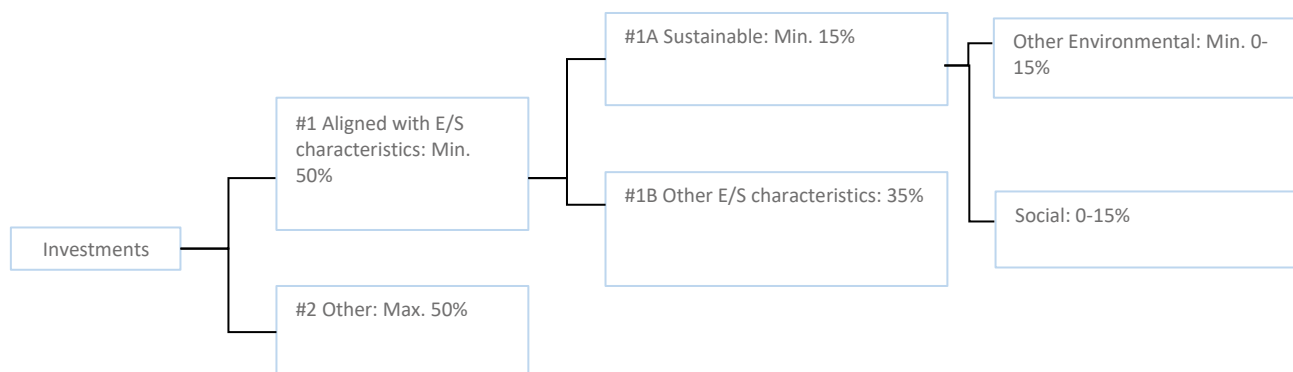 #1A Sustainable: Min. 15%
Other Environmental: Min. 0-
15%
#1 Aligned with E/S
characteristics: Min.
50%
#1B Other E/S characteristics: 35%
Social: 0-15%
Investments
#2 Other: Max. 50%